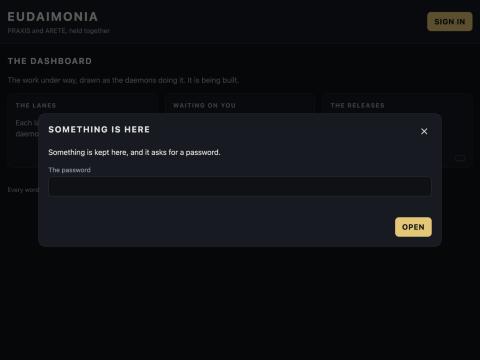 EUDAIMONIA
PRAXIS and ARETE, held together
SIGN IN
THE DASHBOARD
The work under way, drawn as the daemons doing it. It is being built.
THE LANES
WAITING ON YOU
THE RELEASES
Each
SOMETHING IS HERE
Something is kept here, and it asks for a password.
The password
OPEN
Every word